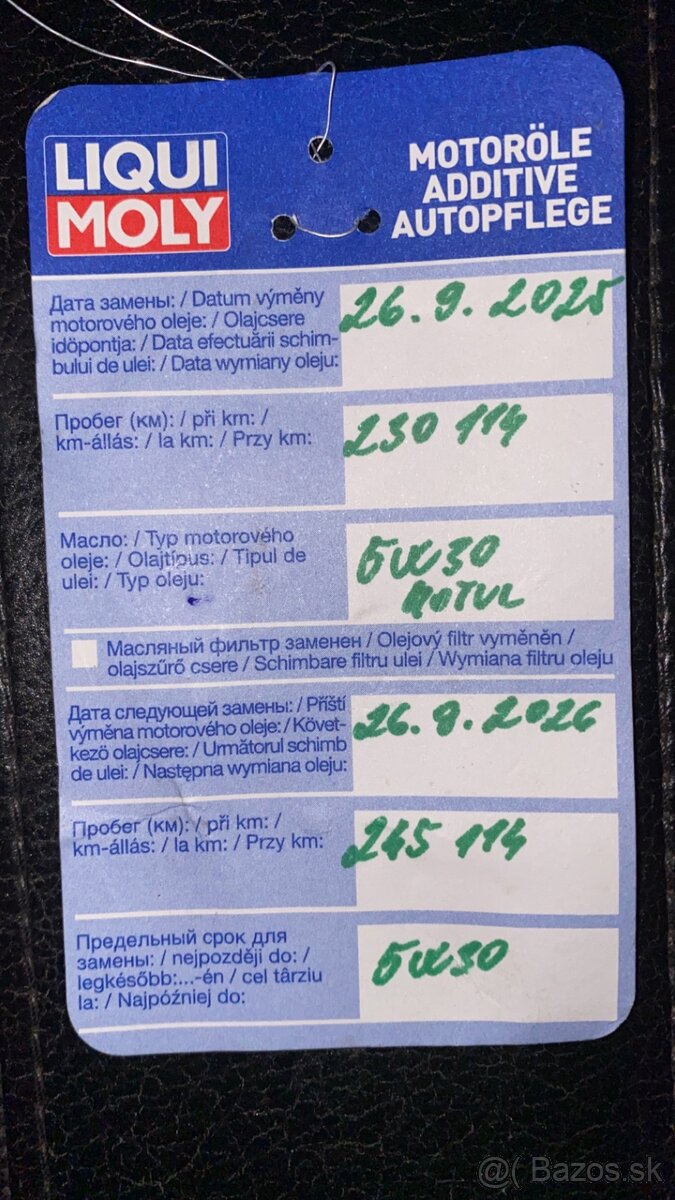 LIQUI
MOLY
MOTORÖLE
ADDITIVE
AUTOPFLEGE
Дата замены: / Datum výměny
motorového oleje: / Olajcsere
időpontja: / Data efectuării schim-
bului de ulei: / Data wymiany oleju:
26.9.2025
Пробег (км): / při km: /
km-állás: / la km: / Przy km:
230 114
Масло: / Typ motorového
oleje: / Olajtípus: / Tipul de
ulei: / Typ oleju:
5W30
MOTUL
Масляный фильтр заменен / Olejový filtr vyměněn /
olajszűrő csere / Schimbare filtru ulei / Wymiana filtru oleju
Дата следующей замены: / Příští
výměna motorového oleje: / Követ-
kező olajcsere: / Următorul schimb
de ulei: / Następna wymiana oleju:
26.9.2026
Пробег (км): / při km: /
km-állás: / la km: / Przy km:
245 114
Предельный срок для
замены: / nejpozději do: /
legkésőbb:...-én / cel târziu
la: / Najpóźniej do:
5W30
@( Bazos.sk